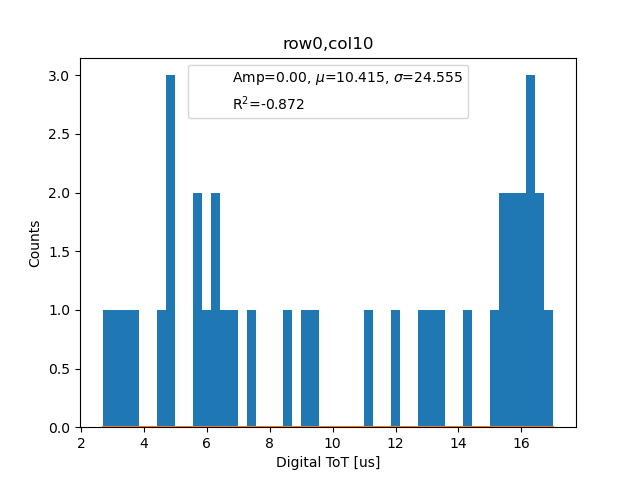 row0,col10
Amp=0.00, μ=10.415, σ=24.555
R²=-0.872
3.0
2.5
2.0
1.5
1.0
0.5
0.0
Counts
2 4 6 8 10 12 14 16
Digital ToT [us]